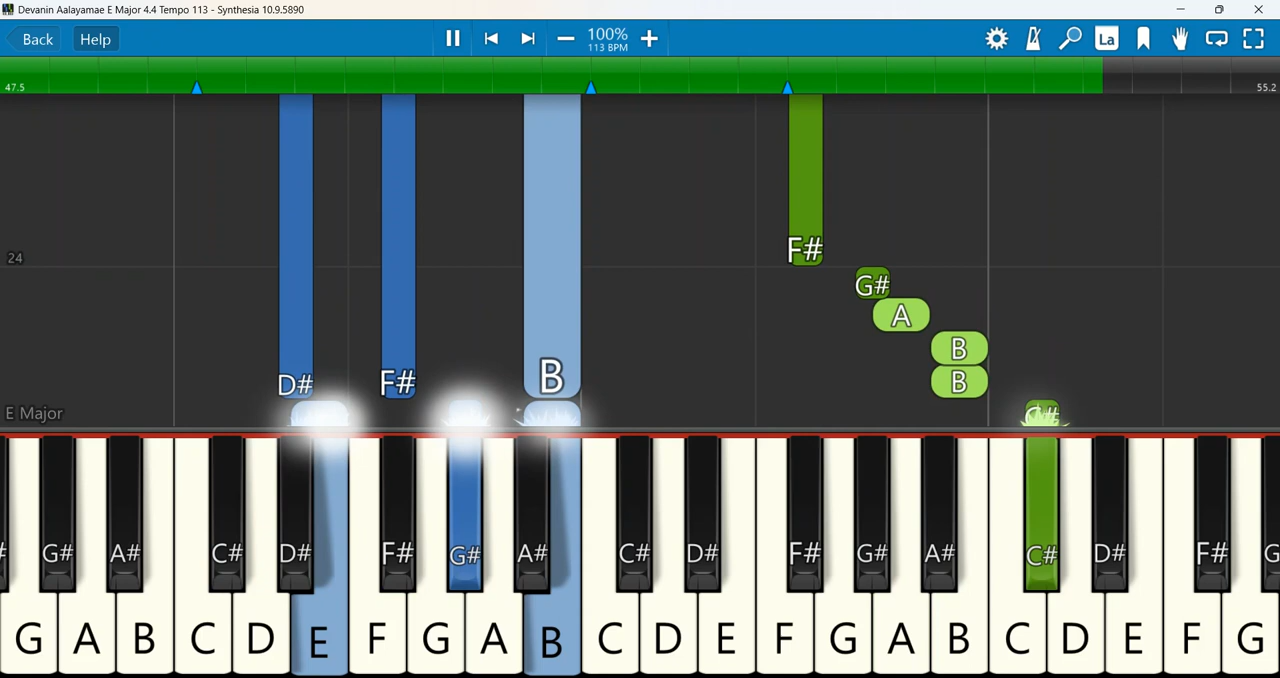 Devanin Aalayamae E Major 4.4 Tempo 113 - Synthesia 10.9.5890
Back Help 100% La
113 BPM
47.5 55.2
F#
24
G#
A
B
D# F# B B
E Major C#
G# A# C# D# F# G# A# C# D# F# G# A# C# D# F#
G A B C D E F G A B C D E F G A B C D E F G